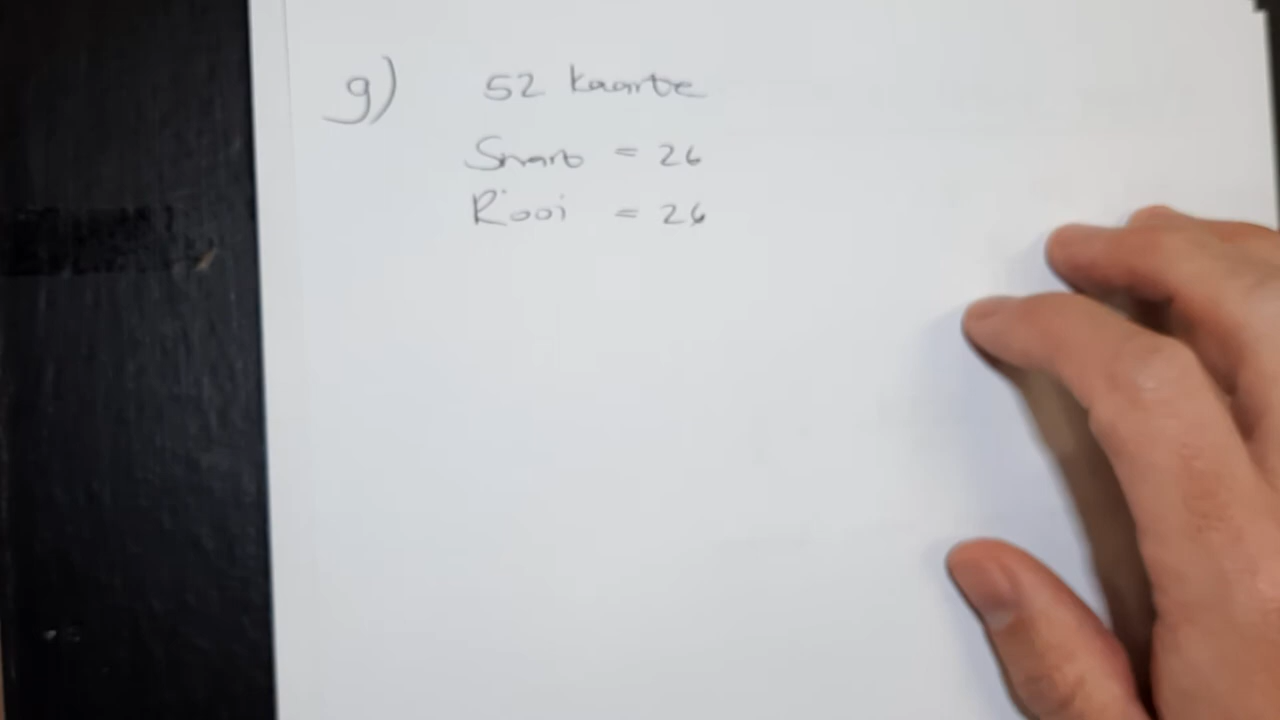 g) 52 kaarte
Swart = 26
Rooi = 26